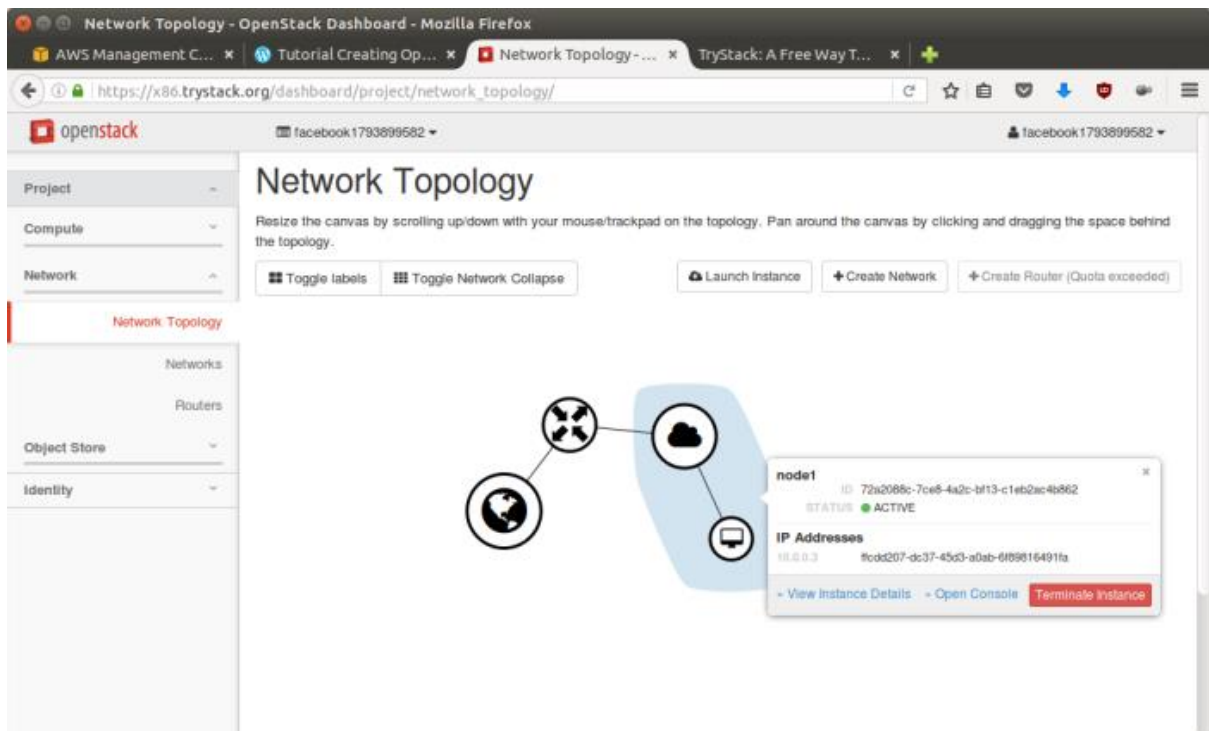 Network Topology - OpenStack Dashboard - Mozilla Firefox
AWS Management C... Tutorial Creating Op... Network Topology - ... TryStack: A Free Way T...
https://x86.trystack.org/dashboard/project/network_topology/
openstack facebook1793899582 facebook1793899582
Project
Compute
Network
Network Topology
Networks
Routers
Object Store
Identity
Network Topology
Resize the canvas by scrolling up/down with your mouse/trackpad on the topology. Pan around the canvas by clicking and dragging the space behind
the topology.
Toggle labels Toggle Network Collapse Launch Instance +Create Network +Create Router (Quota exceeded)
node1
ID 72a2088c-7ce8-4a2c-bf13-c1eb2ac4b862
STATUS ACTIVE
IP Addresses
10.0.0.3 ffcdd207-dc37-45d3-a0ab-6f89816491fa
» View Instance Details » Open Console Terminate Instance